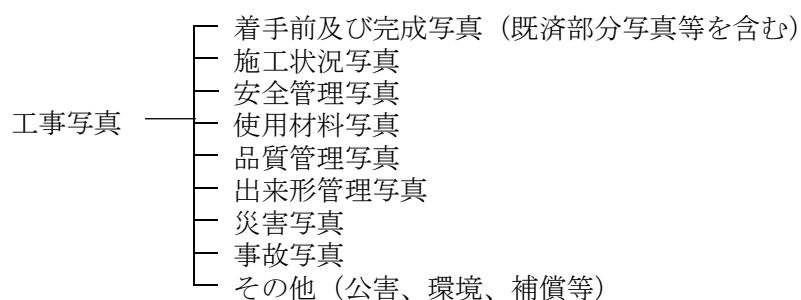 着手前及び完成写真（既済部分写真等を含む）
施工状況写真
安全管理写真
工事写真
使用材料写真
品質管理写真
出来形管理写真
災害写真
事故写真
その他（公害、環境、補償等）